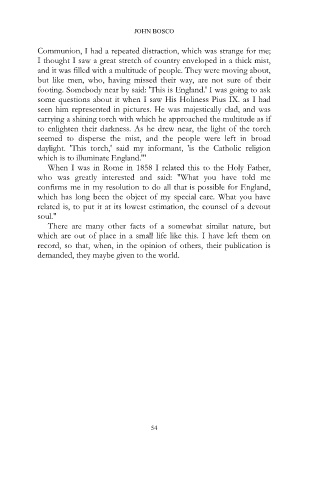 JOHN BOSCO
Communion, I had a repeated distraction, which was strange for me;
I thought I saw a great stretch of country enveloped in a thick mist,
and it was filled with a multitude of people. They were moving about,
but like men, who, having missed their way, are not sure of their
footing. Somebody near by said: 'This is England.' I was going to ask
some questions about it when I saw His Holiness Pius IX. as I had
seen him represented in pictures. He was majestically clad, and was
carrying a shining torch with which he approached the multitude as if
to enlighten their darkness. As he drew near, the light of the torch
seemed to disperse the mist, and the people were left in broad
daylight. 'This torch,' said my informant, 'is the Catholic religion
which is to illuminate England.'"
When I was in Rome in 1858 I related this to the Holy Father,
who was greatly interested and said: "What you have told me
confirms me in my resolution to do all that is possible for England,
which has long been the object of my special care. What you have
related is, to put it at its lowest estimation, the counsel of a devout
soul."
There are many other facts of a somewhat similar nature, but
which are out of place in a small life like this. I have left them on
record, so that, when, in the opinion of others, their publication is
demanded, they maybe given to the world.
54